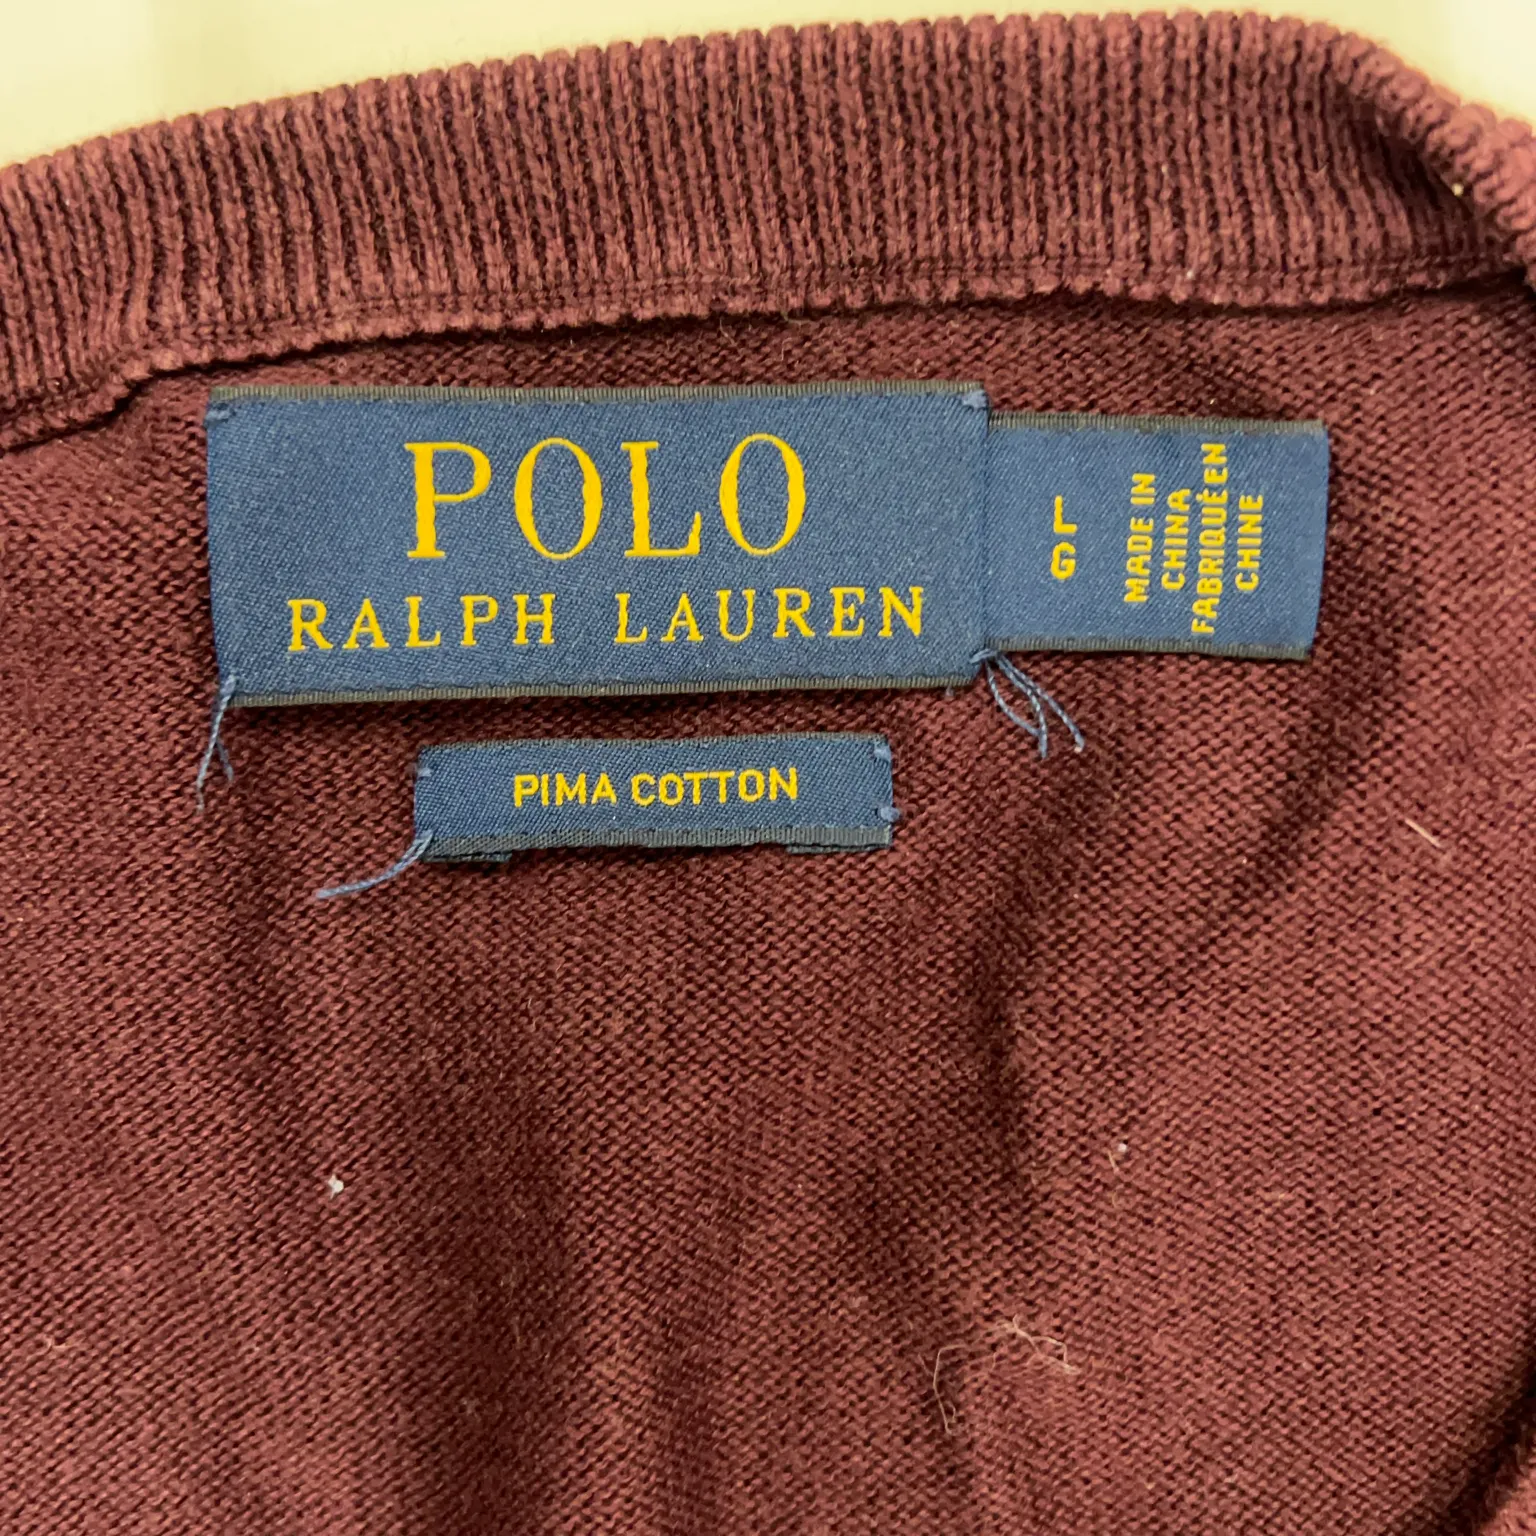 POLO
RALPH LAUREN
L
G
MADE IN
CHINA
FABRIQUÉ EN
CHINE
PIMA COTTON